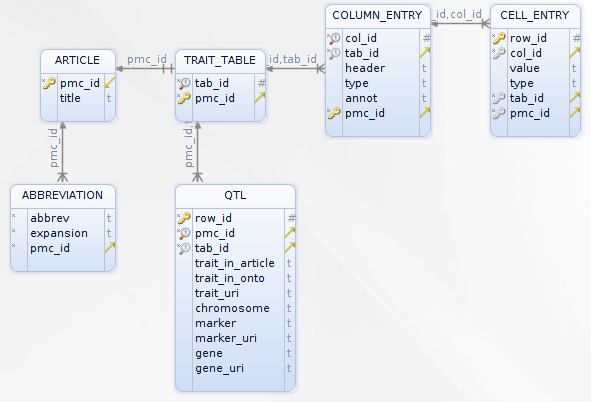 ARTICLE
pmc_id
title t
pmc_id
TRAIT_TABLE
tab_id #
pmc_id
id,tab_id
COLUMN_ENTRY
col_id #
tab_id
header t
type t
annot t
pmc_id
_id,col_id
CELL_ENTRY
row_id #
col_id
value t
type t
tab_id
pmc_id
pmc_id
ABBREVIATION
* abbrev t
* expansion t
* pmc_id
pmc_id,
QTL
row_id #
pmc_id
tab_id
trait_in_article t
trait_in_onto t
trait_uri t
chromosome t
marker t
marker_uri t
gene t
gene_uri t